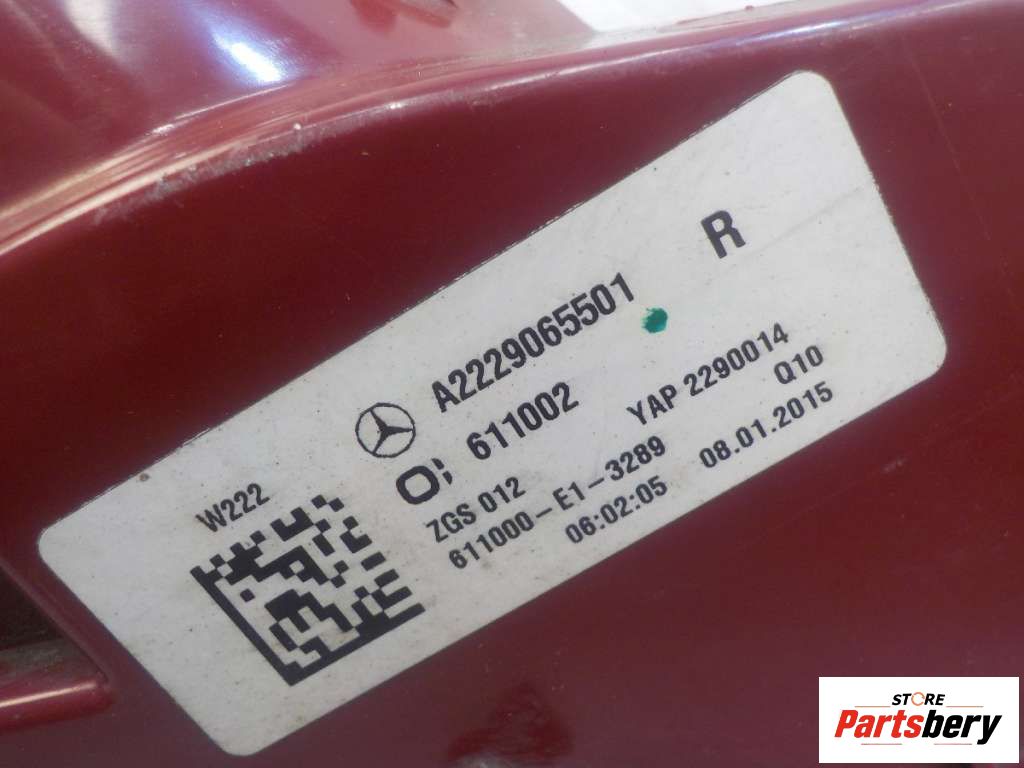 R
A2229065501
611002
YAP 2290014
ZGS 012
Q10
611000-E1-3289
06:02:05 08.01.2015
W222
STORE
Partsbery